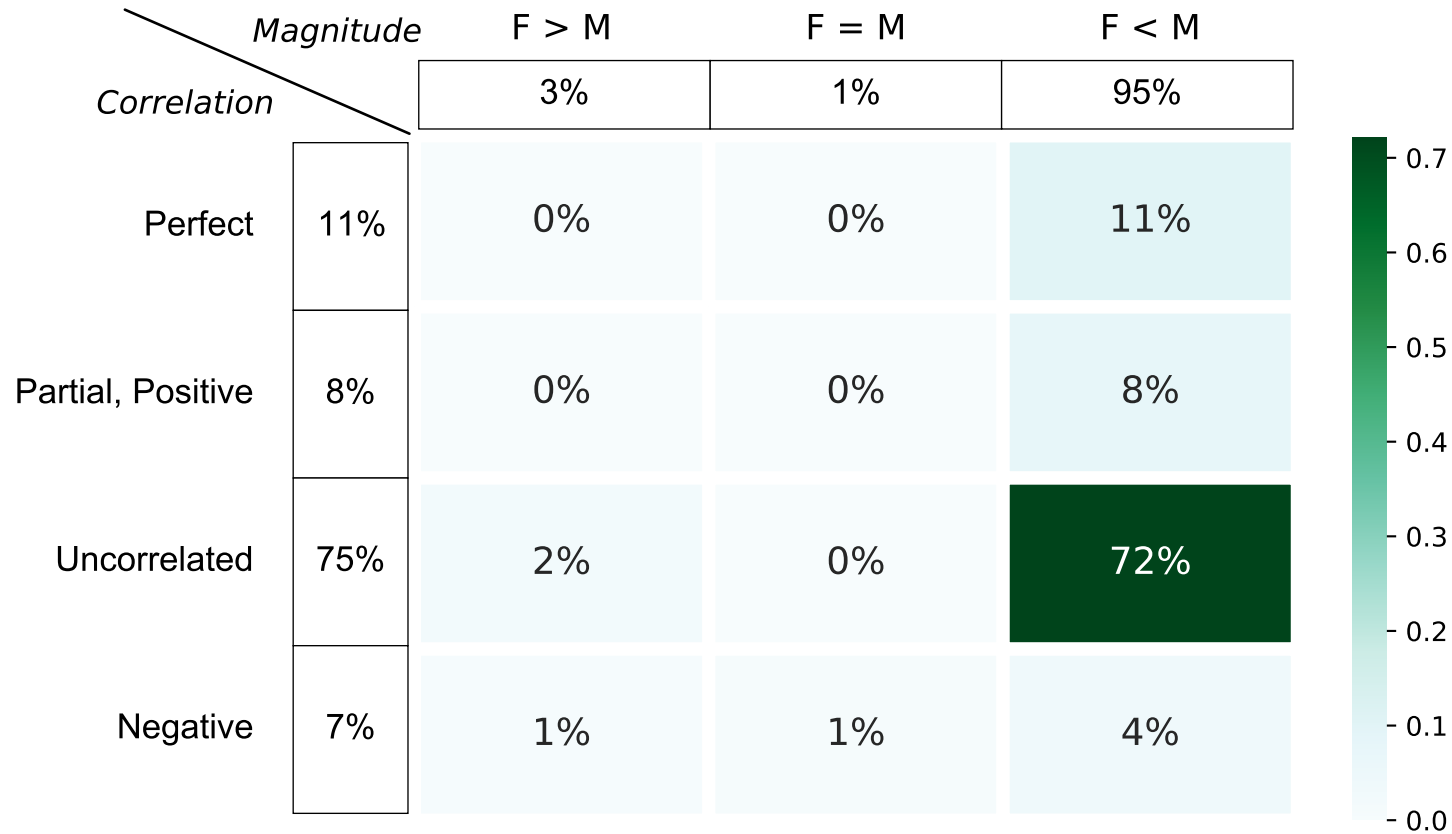 Magnitude F > M F = M F < M
Correlation 3% 1% 95%
Perfect 11% 0% 0% 11%
Partial, Positive 8% 0% 0% 8%
Uncorrelated 75% 2% 0% 72%
Negative 7% 1% 1% 4%
0.7
0.6
0.5
0.4
0.3
0.2
0.1
0.0